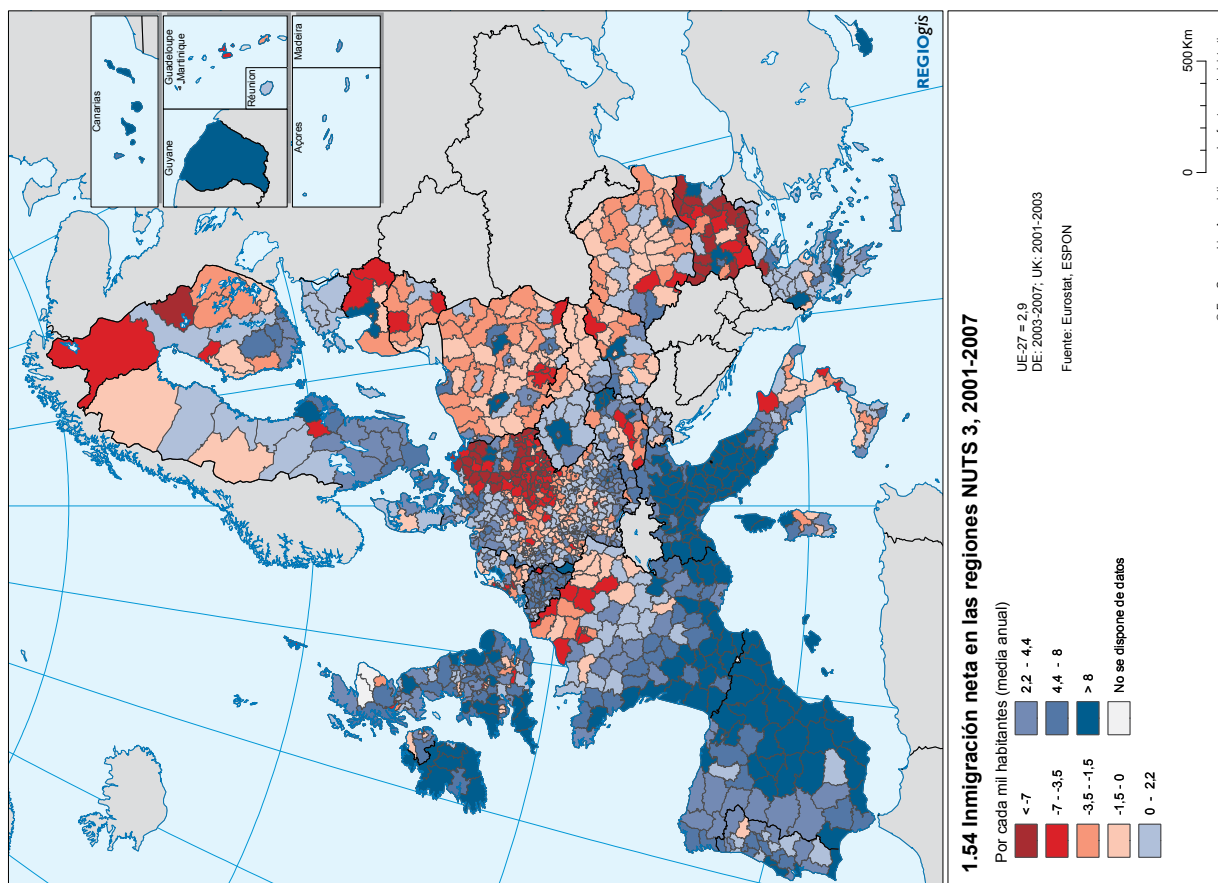 Canarias
Guyane
Guadeloupe
Martinique
Réunion
Açores
Madeira
REGIOgis
1.54 Inmigración neta en las regiones NUTS 3, 2001-2007
Por cada mil habitantes (media anual)
< -7
-7 - -3,5
-3,5 - -1,5
-1,5 - 0
0 - 2,2
2,2 - 4,4
4,4 - 8
> 8
No se dispone de datos
UE-27 = 2,9
DE: 2003-2007; UK: 2001-2003
Fuente: Eurostat, ESPON
0
500 Km